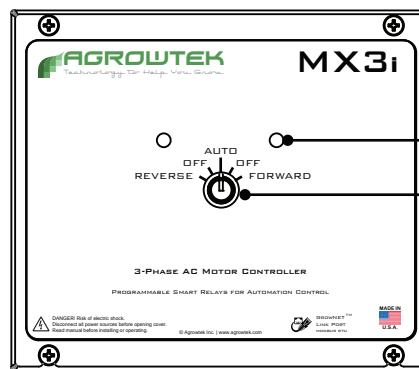 AGROWTEK
Technology To Help You Grow
MX3i
AUTO
OFF OFF
REVERSE FORWARD
3-Phase AC Motor Controller
Programmable Smart Relays for Automation Control
DANGER! Risk of electric shock.
Disconnect all power sources before opening cover.
Read manual before installing or operating.
© Agrowtek Inc. | www.agrowtek.com
GROWNET™
Link Port
MODBUS RTU
MADE IN
U.S.A.